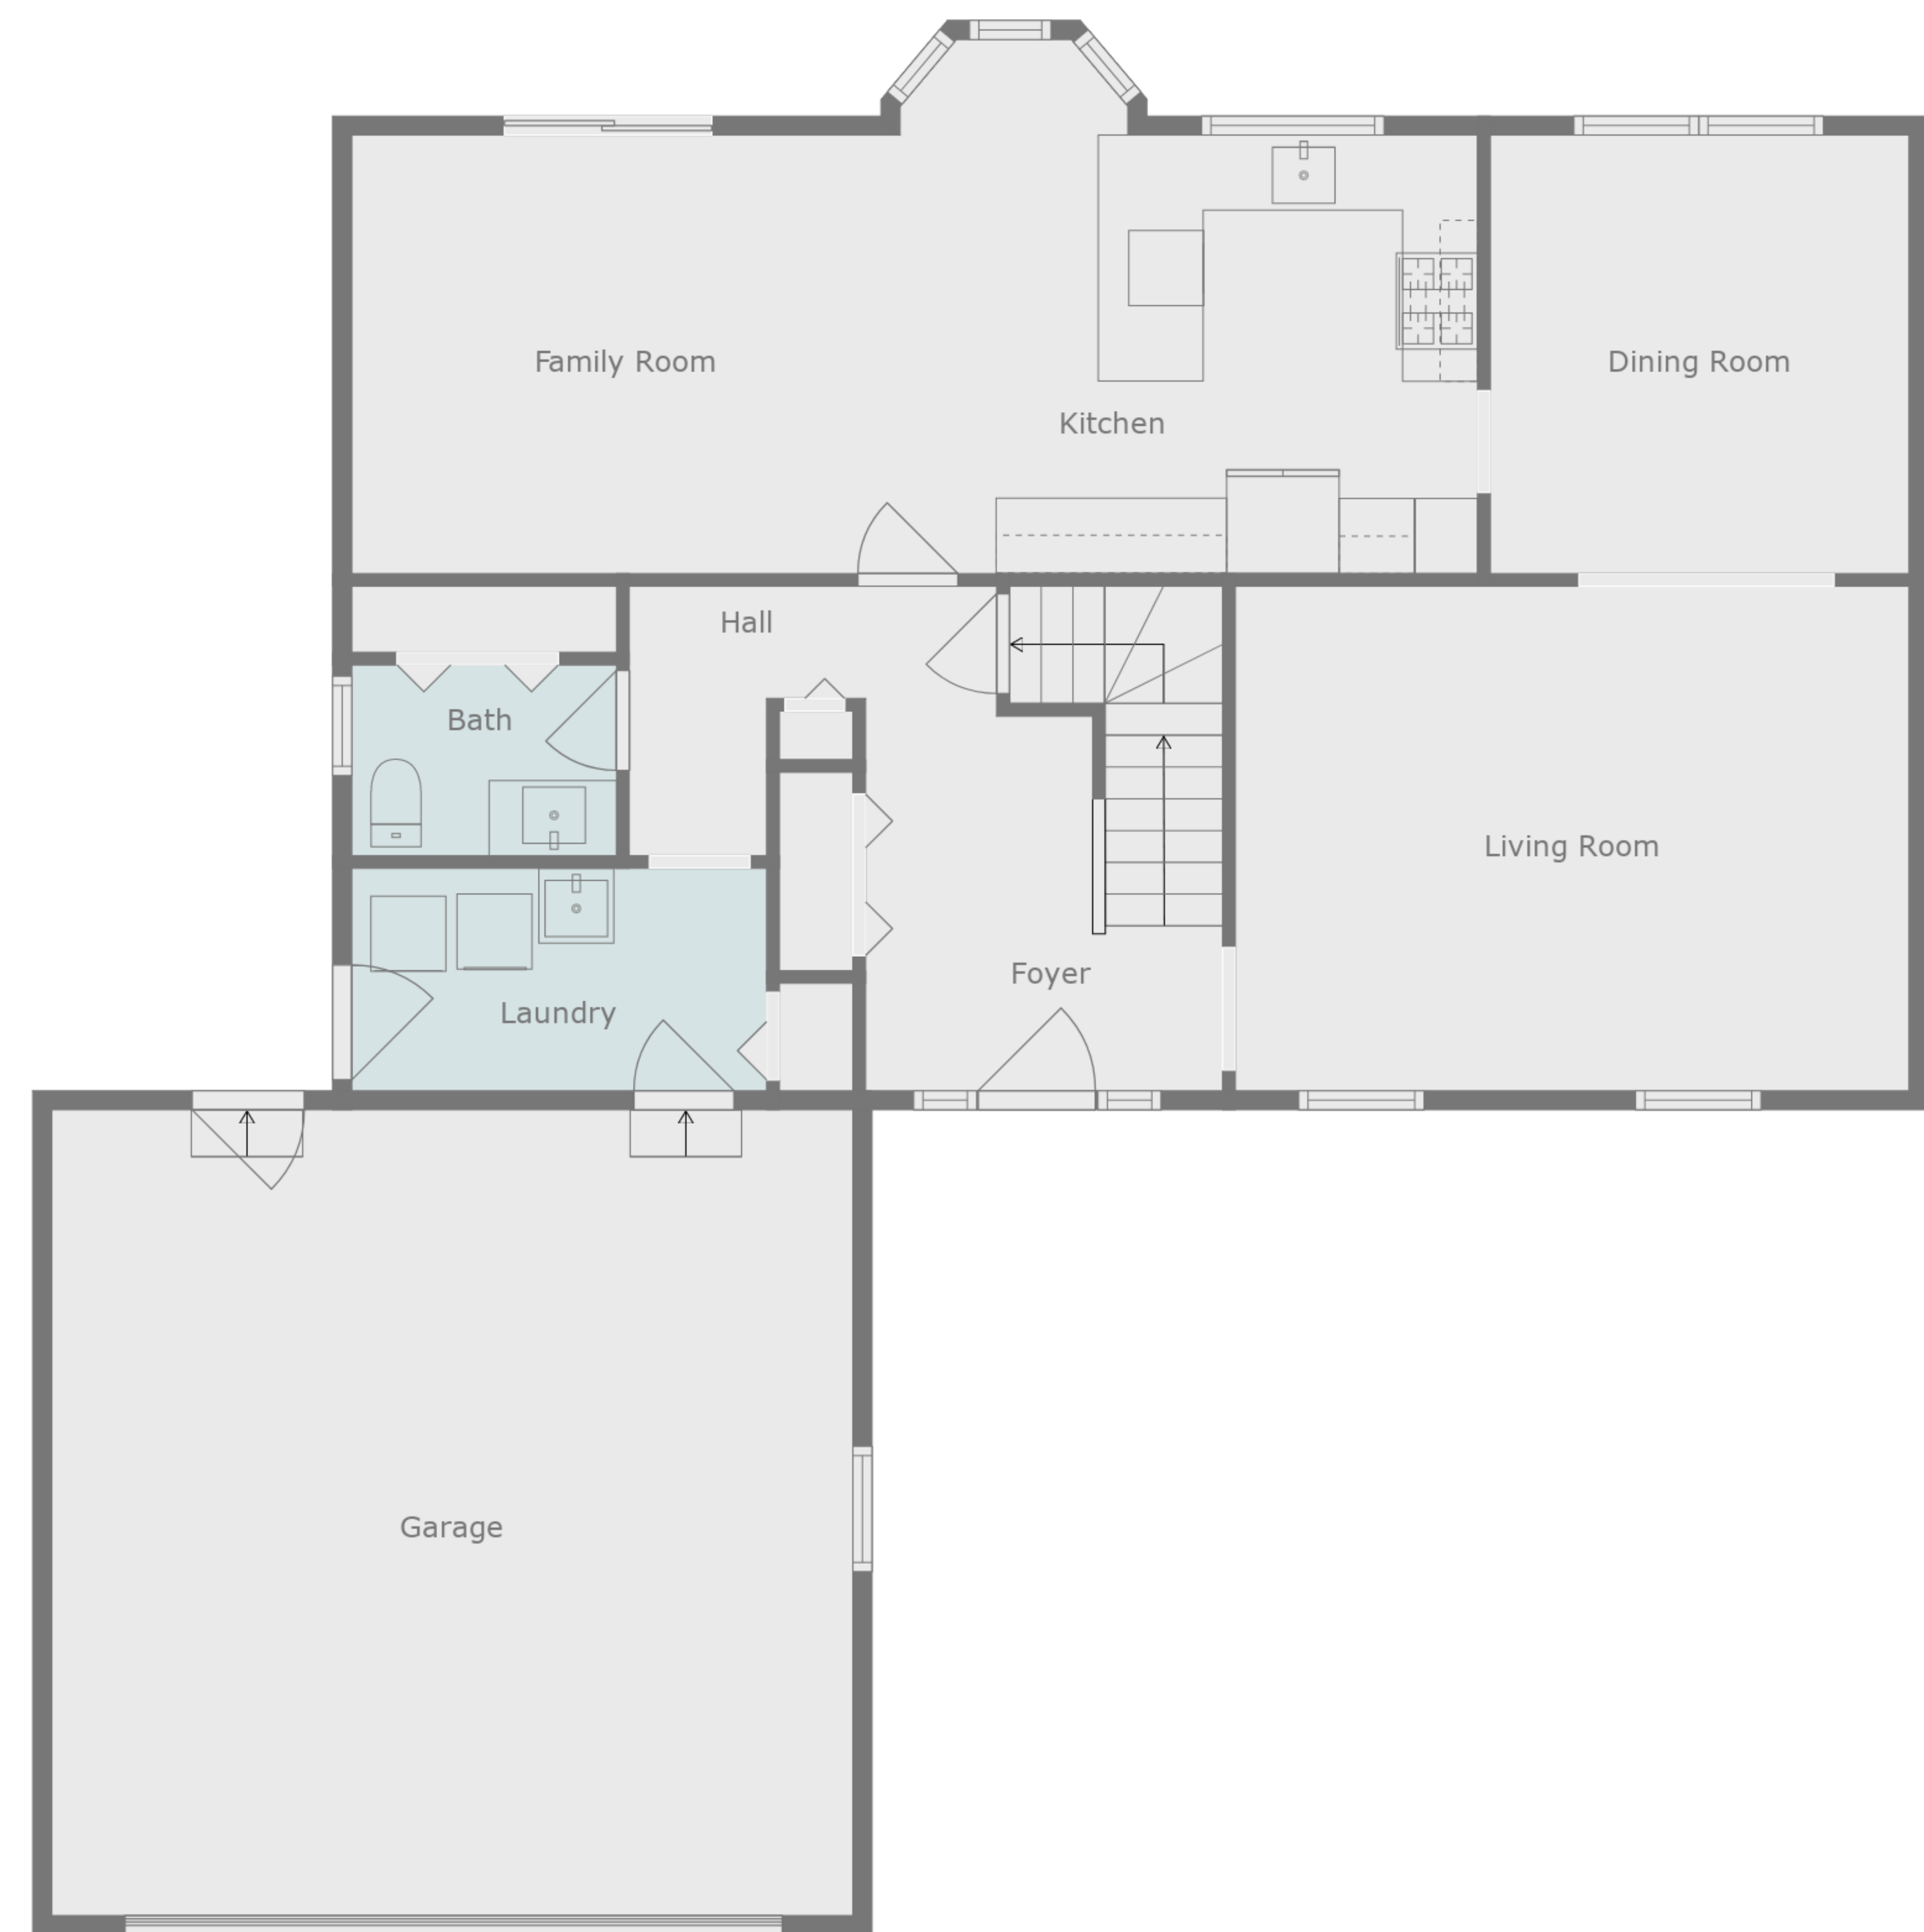 Family Room
Dining Room
Kitchen
Hall
Bath
Living Room
Foyer
Laundry
Garage